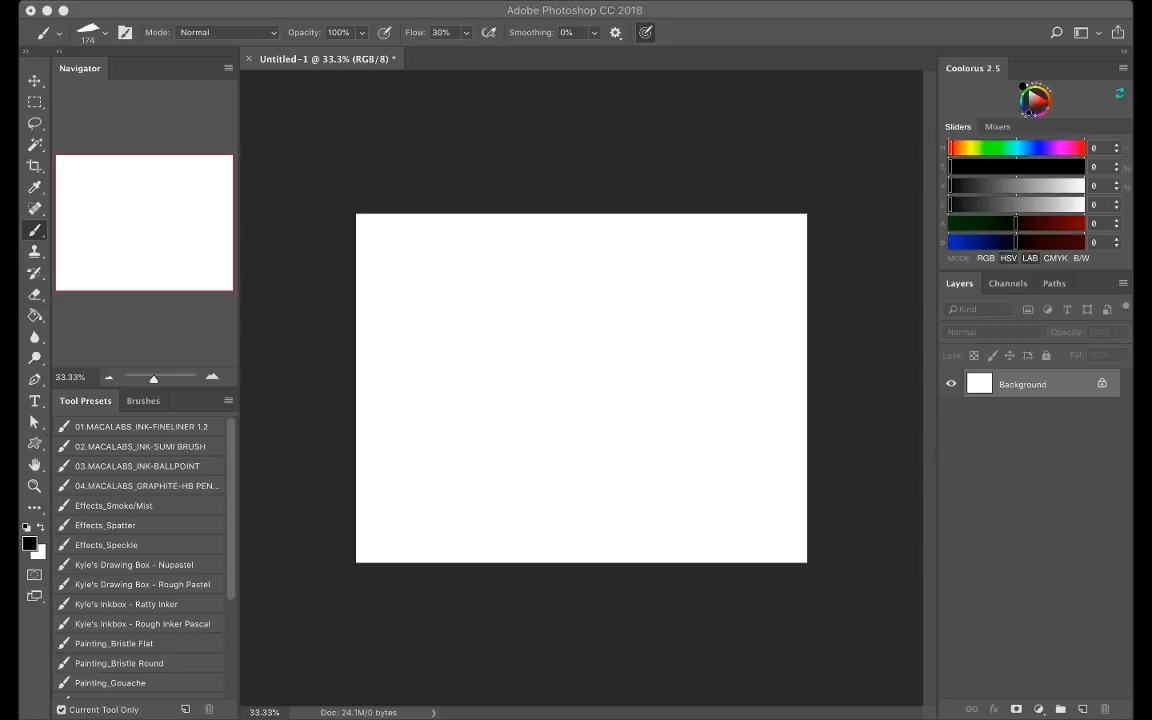 Adobe Photoshop CC 2018
174
Mode: Normal
Opacity: 100%
Flow: 30%
Smoothing: 0%
Untitled-1 @ 33.3% (RGB/8) *
Navigator
33.33%
Tool Presets
Brushes
01.MACALABS_INK-FINELINER 1.2
02.MACALABS_INK-SUMI BRUSH
03.MACALABS_INK-BALLPOINT
04.MACALABS_GRAPHITE-HB PEN...
Effects_Smoke/Mist
Effects_Spatter
Effects_Speckle
Kyle's Drawing Box - Nupastel
Kyle's Drawing Box - Rough Pastel
Kyle's Inkbox - Ratty Inker
Kyle's Inkbox - Rough Inker Pascal
Painting_Bristle Flat
Painting_Bristle Round
Painting_Gouache
Current Tool Only
33.33%
Doc: 24.1M/0 bytes
Coolorus 2.5
Sliders
Mixers
H 0
0 %
V 0 %
L 0
A 0
B 0
MODE: RGB HSV LAB CMYK B/W
Layers
Channels
Paths
Kind
Normal
Opacity: 100%
Lock:
Fill: 100%
Background
fx